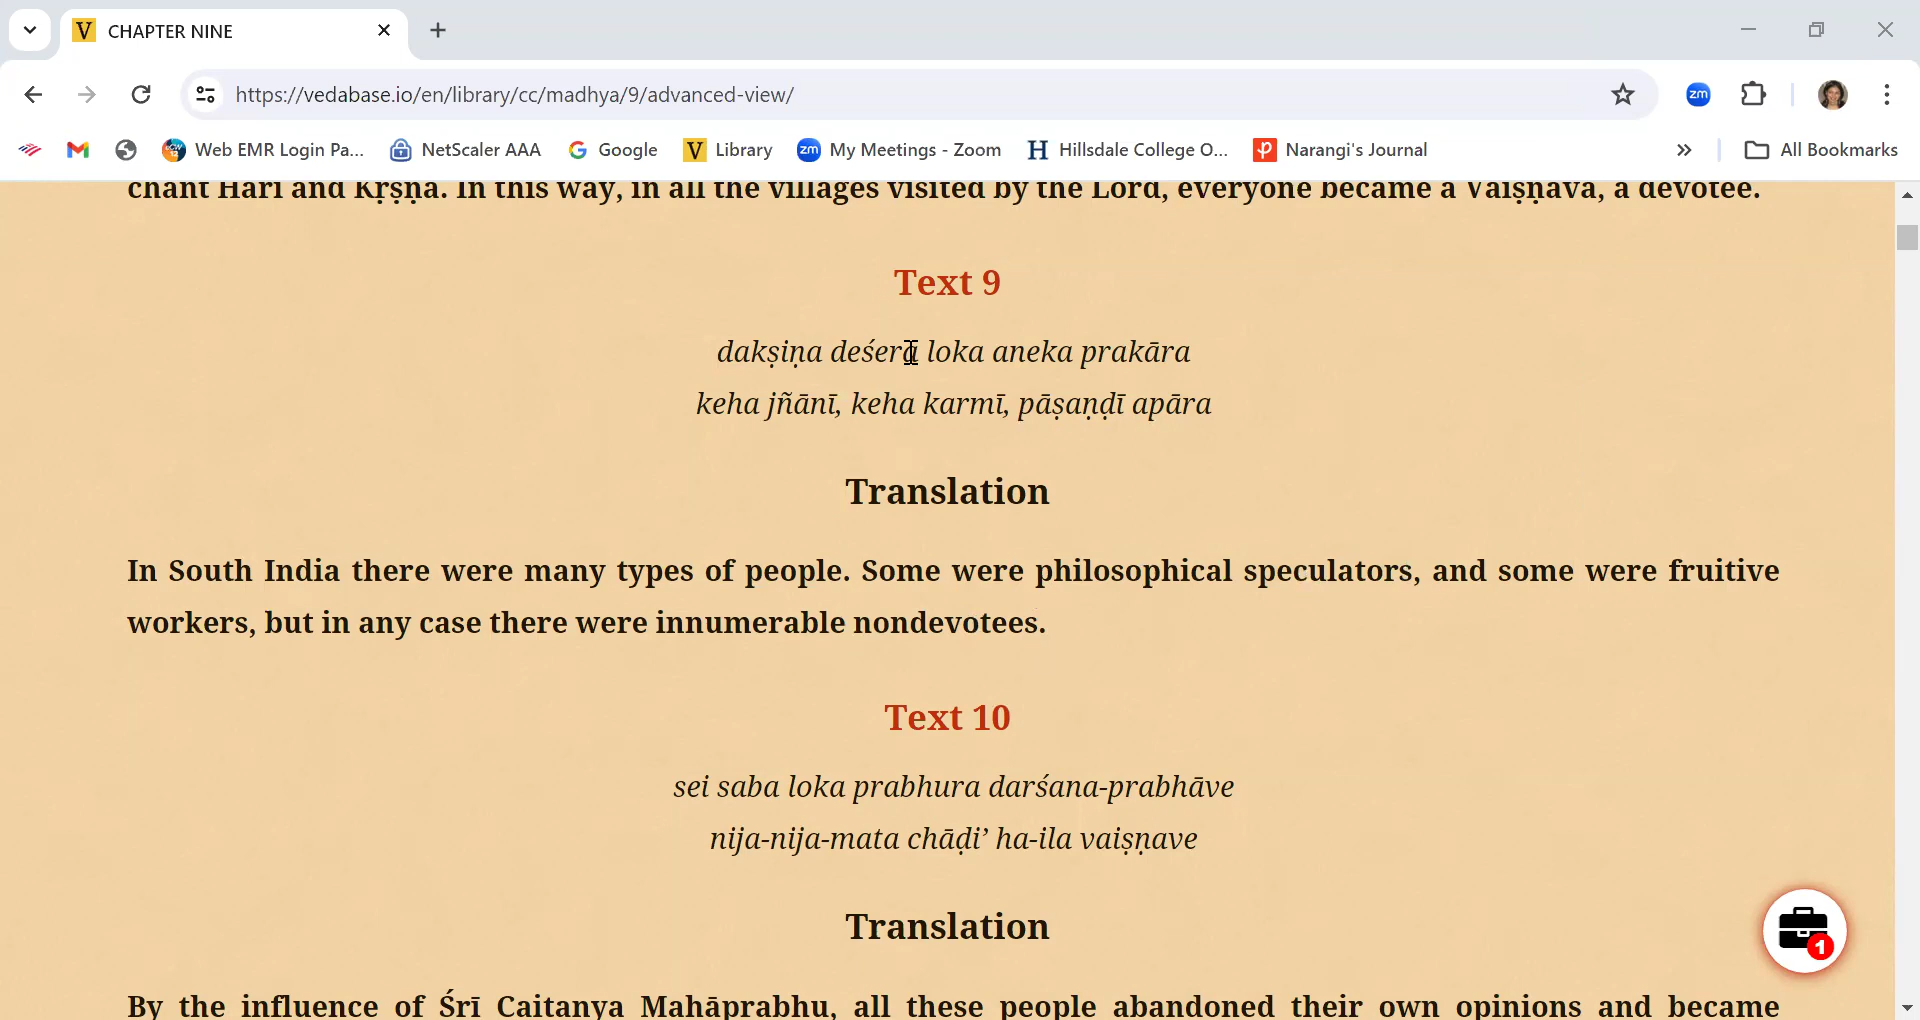 V CHAPTER NINE
https://vedabase.io/en/library/cc/madhya/9/advanced-view/
zm
Web EMR Login Pa... NetScaler AAA Google V Library zm My Meetings - Zoom H Hillsdale College O... Narangi's Journal » All Bookmarks
chant Hari and Kṛṣṇa. In this way, in all the villages visited by the Lord, everyone became a Vaiṣṇava, a devotee.
Text 9
dakṣiṇa deśera loka aneka prakāra
keha jñānī, keha karmī, pāṣaṇḍī apāra
Translation
In South India there were many types of people. Some were philosophical speculators, and some were fruitive
workers, but in any case there were innumerable nondevotees.
Text 10
sei saba loka prabhura darśana-prabhāve
nija-nija-mata chāḍi’ ha-ila vaiṣṇave
Translation
1
By the influence of Śrī Caitanya Mahāprabhu, all these people abandoned their own opinions and became